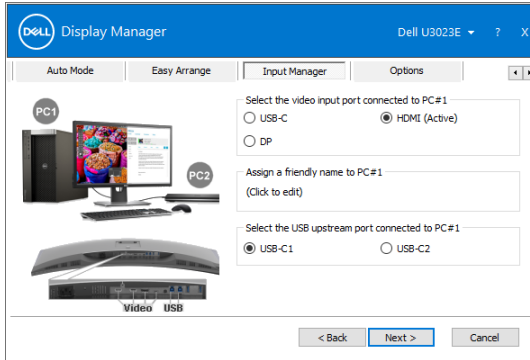 DELL Display Manager Dell U3023E ? X
Auto Mode Easy Arrange Input Manager Options
Select the video input port connected to PC#1
USB-C HDMI (Active)
DP
Assign a friendly name to PC#1
(Click to edit)
Select the USB upstream port connected to PC#1
USB-C1 USB-C2
PC1
PC2
Video USB
< Back Next > Cancel